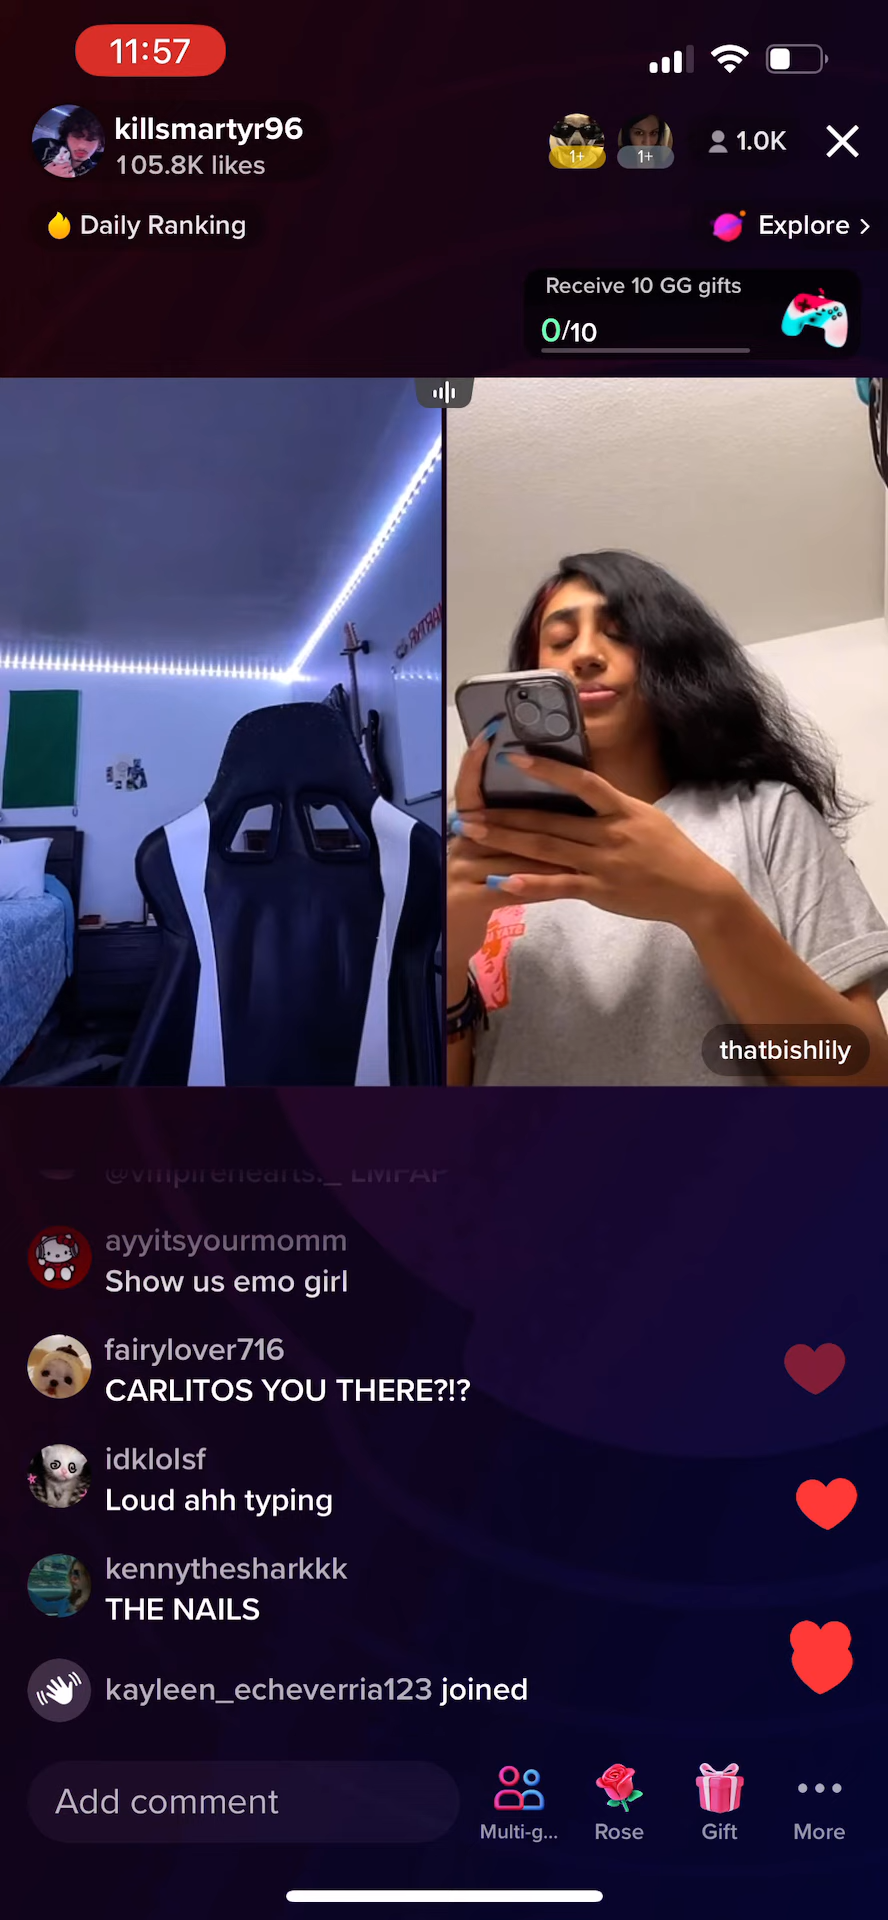 11:57
killsmartyr96
105.8K likes
1+
1+
1.0K
Daily Ranking
Explore >
Receive 10 GG gifts
0/10
thatbishlily
@vmpirehearts._ LMFAP
ayyitsyourmomm
Show us emo girl
fairylover716
CARLITOS YOU THERE?!?
idklolsf
Loud ahh typing
kennythesharkkk
THE NAILS
kayleen_echeverria123 joined
Add comment
Multi-g...
Rose
Gift
More